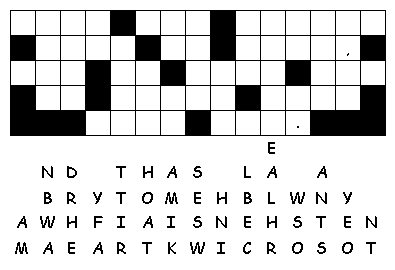 ,
.
E
N D T H A S L A A
B R Y T O M E H B L W N Y
A W H F I A I S N E H S T E N
M A E A R T K W I C R O S O T